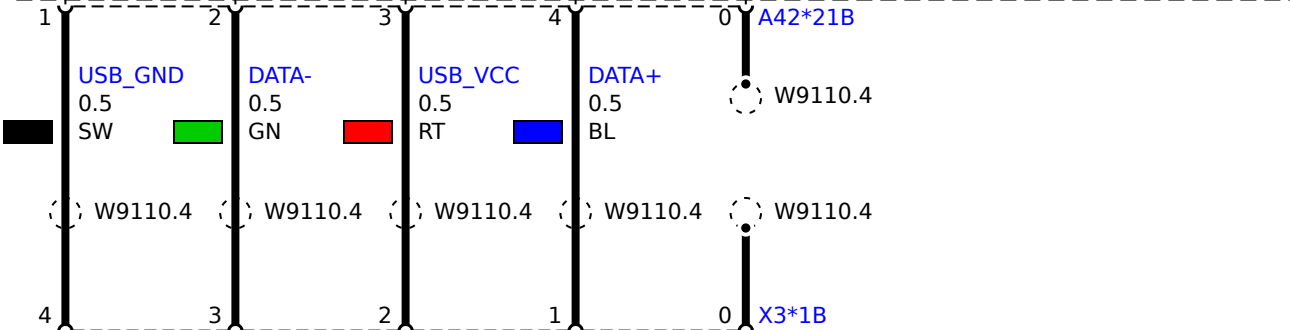 1 2 3 4 0 A42*21B
USB_GND DATA- USB_VCC DATA+
0.5 0.5 0.5 0.5 W9110.4
SW GN RT BL
W9110.4 W9110.4 W9110.4 W9110.4 W9110.4
4 3 2 1 0 X3*1B